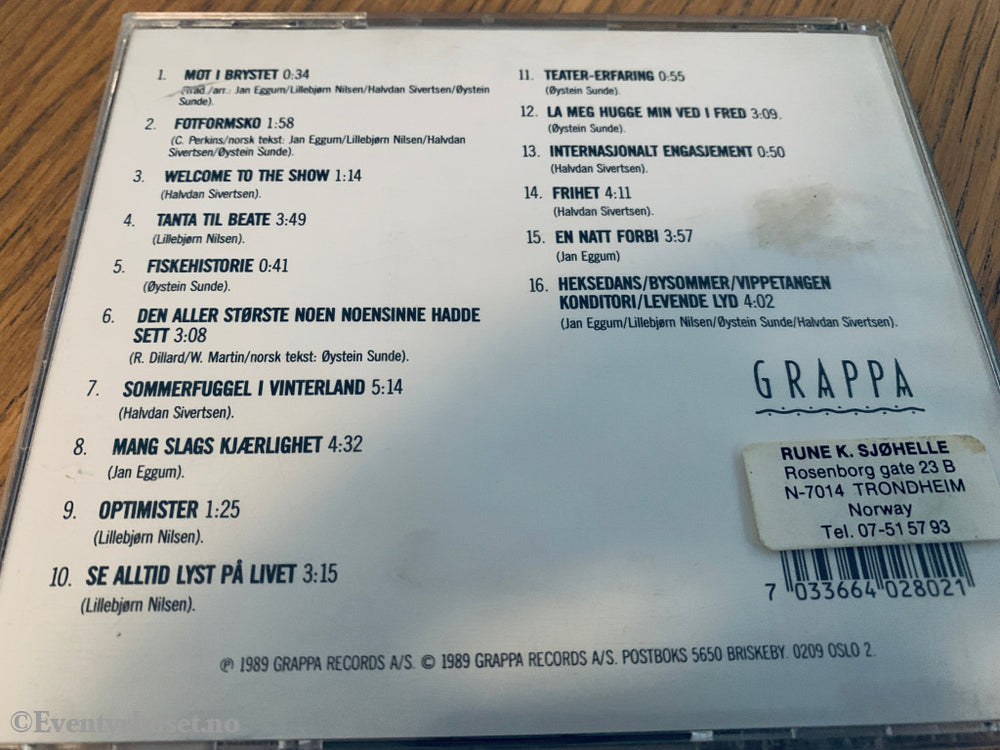 1. MOT I BRYSTET 0:34
(Trad./arr.: Jan Eggum/Lillebjørn Nilsen/Halvdan Sivertsen/Øystein
Sunde).
2. FOTFORMSKO 1:58
(C. Perkins/norsk tekst: Jan Eggum/Lillebjørn Nilsen/Halvdan
Sivertsen/Øystein Sunde).
3. WELCOME TO THE SHOW 1:14
(Halvdan Sivertsen).
4. TANTA TIL BEATE 3:49
(Lillebjørn Nilsen).
5. FISKEHISTORIE 0:41
(Øystein Sunde).
6. DEN ALLER STØRSTE NOEN NOENSINNE HADDE
SETT 3:08
(R. Dillard/W. Martin/norsk tekst: Øystein Sunde).
7. SOMMERFUGGEL I VINTERLAND 5:14
(Halvdan Sivertsen).
8. MANG SLAGS KJÆRLIGHET 4:32
(Jan Eggum).
9. OPTIMISTER 1:25
(Lillebjørn Nilsen).
10. SE ALLTID LYST PÅ LIVET 3:15
(Lillebjørn Nilsen).
11. TEATER-ERFARING 0:55
(Øystein Sunde).
12. LA MEG HUGGE MIN VED I FRED 3:09.
(Øystein Sunde).
13. INTERNASJONALT ENGASJEMENT 0:50
(Halvdan Sivertsen).
14. FRIHET 4:11
(Halvdan Sivertsen).
15. EN NATT FORBI 3:57
(Jan Eggum)
16. HEKSEDANS/BYSOMMER/VIPPETANGEN
KONDITORI/LEVENDE LYD 4:02
(Jan Eggum/Lillebjørn Nilsen/Øystein Sunde/Halvdan Sivertsen).
GRAPPA
RUNE K. SJØHELLE
Rosenborg gate 23 B
N-7014 TRONDHEIM
Norway
Tel. 07-51 57 93
7 033664 028021
℗ 1989 GRAPPA RECORDS A/S. © 1989 GRAPPA RECORDS A/S. POSTBOKS 5650 BRISKEBY. 0209 OSLO 2.
©Eventyrhuset.no